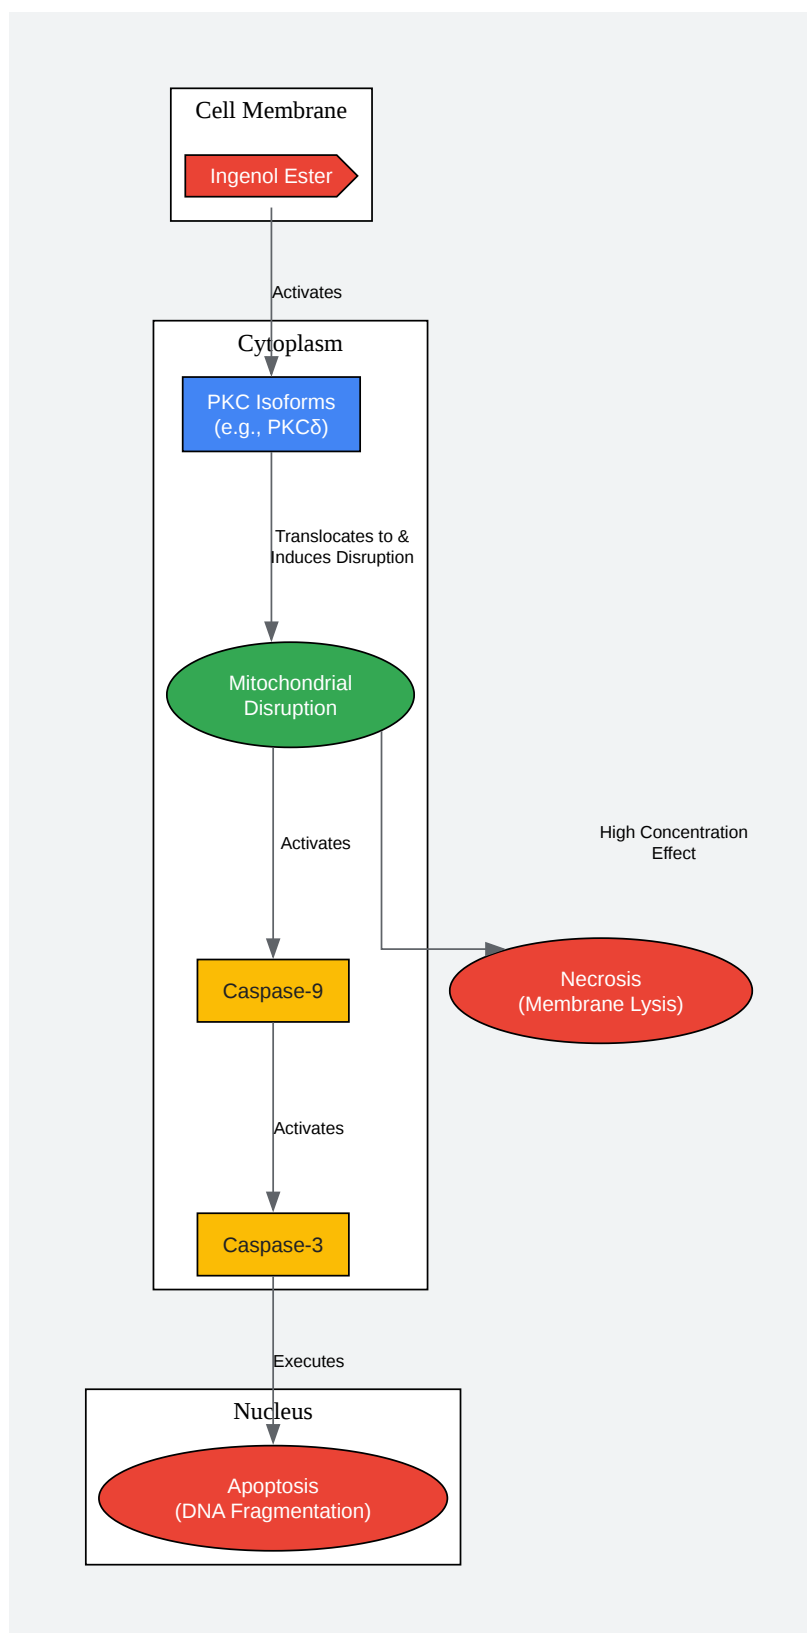 Cell Membrane
Ingenol Ester
Activates
Cytoplasm
PKC Isoforms
(e.g., PKCδ)
Translocates to &
Induces Disruption
Mitochondrial
Disruption
Activates
High Concentration
Effect
Caspase-9
Necrosis
(Membrane Lysis)
Activates
Caspase-3
Executes
Nucleus
Apoptosis
(DNA Fragmentation)